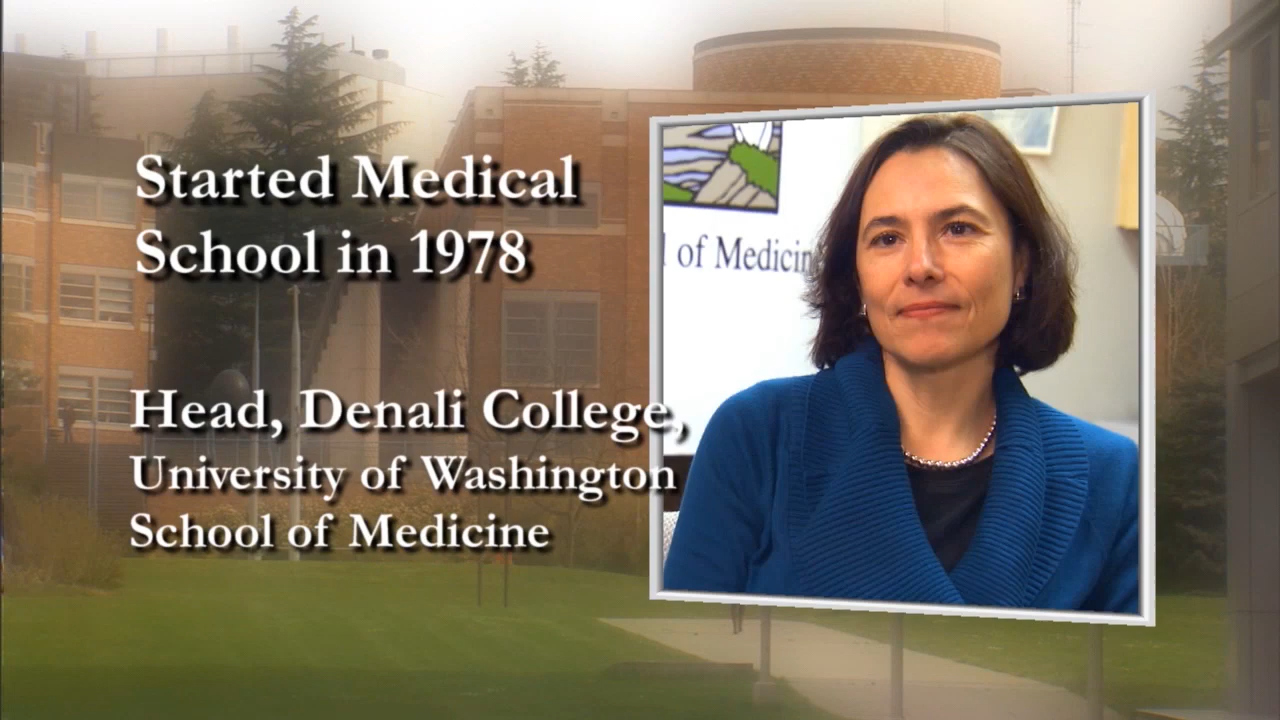 Started Medical
School in 1978
Head, Denali College,
University of Washington
School of Medicine
of Medicin